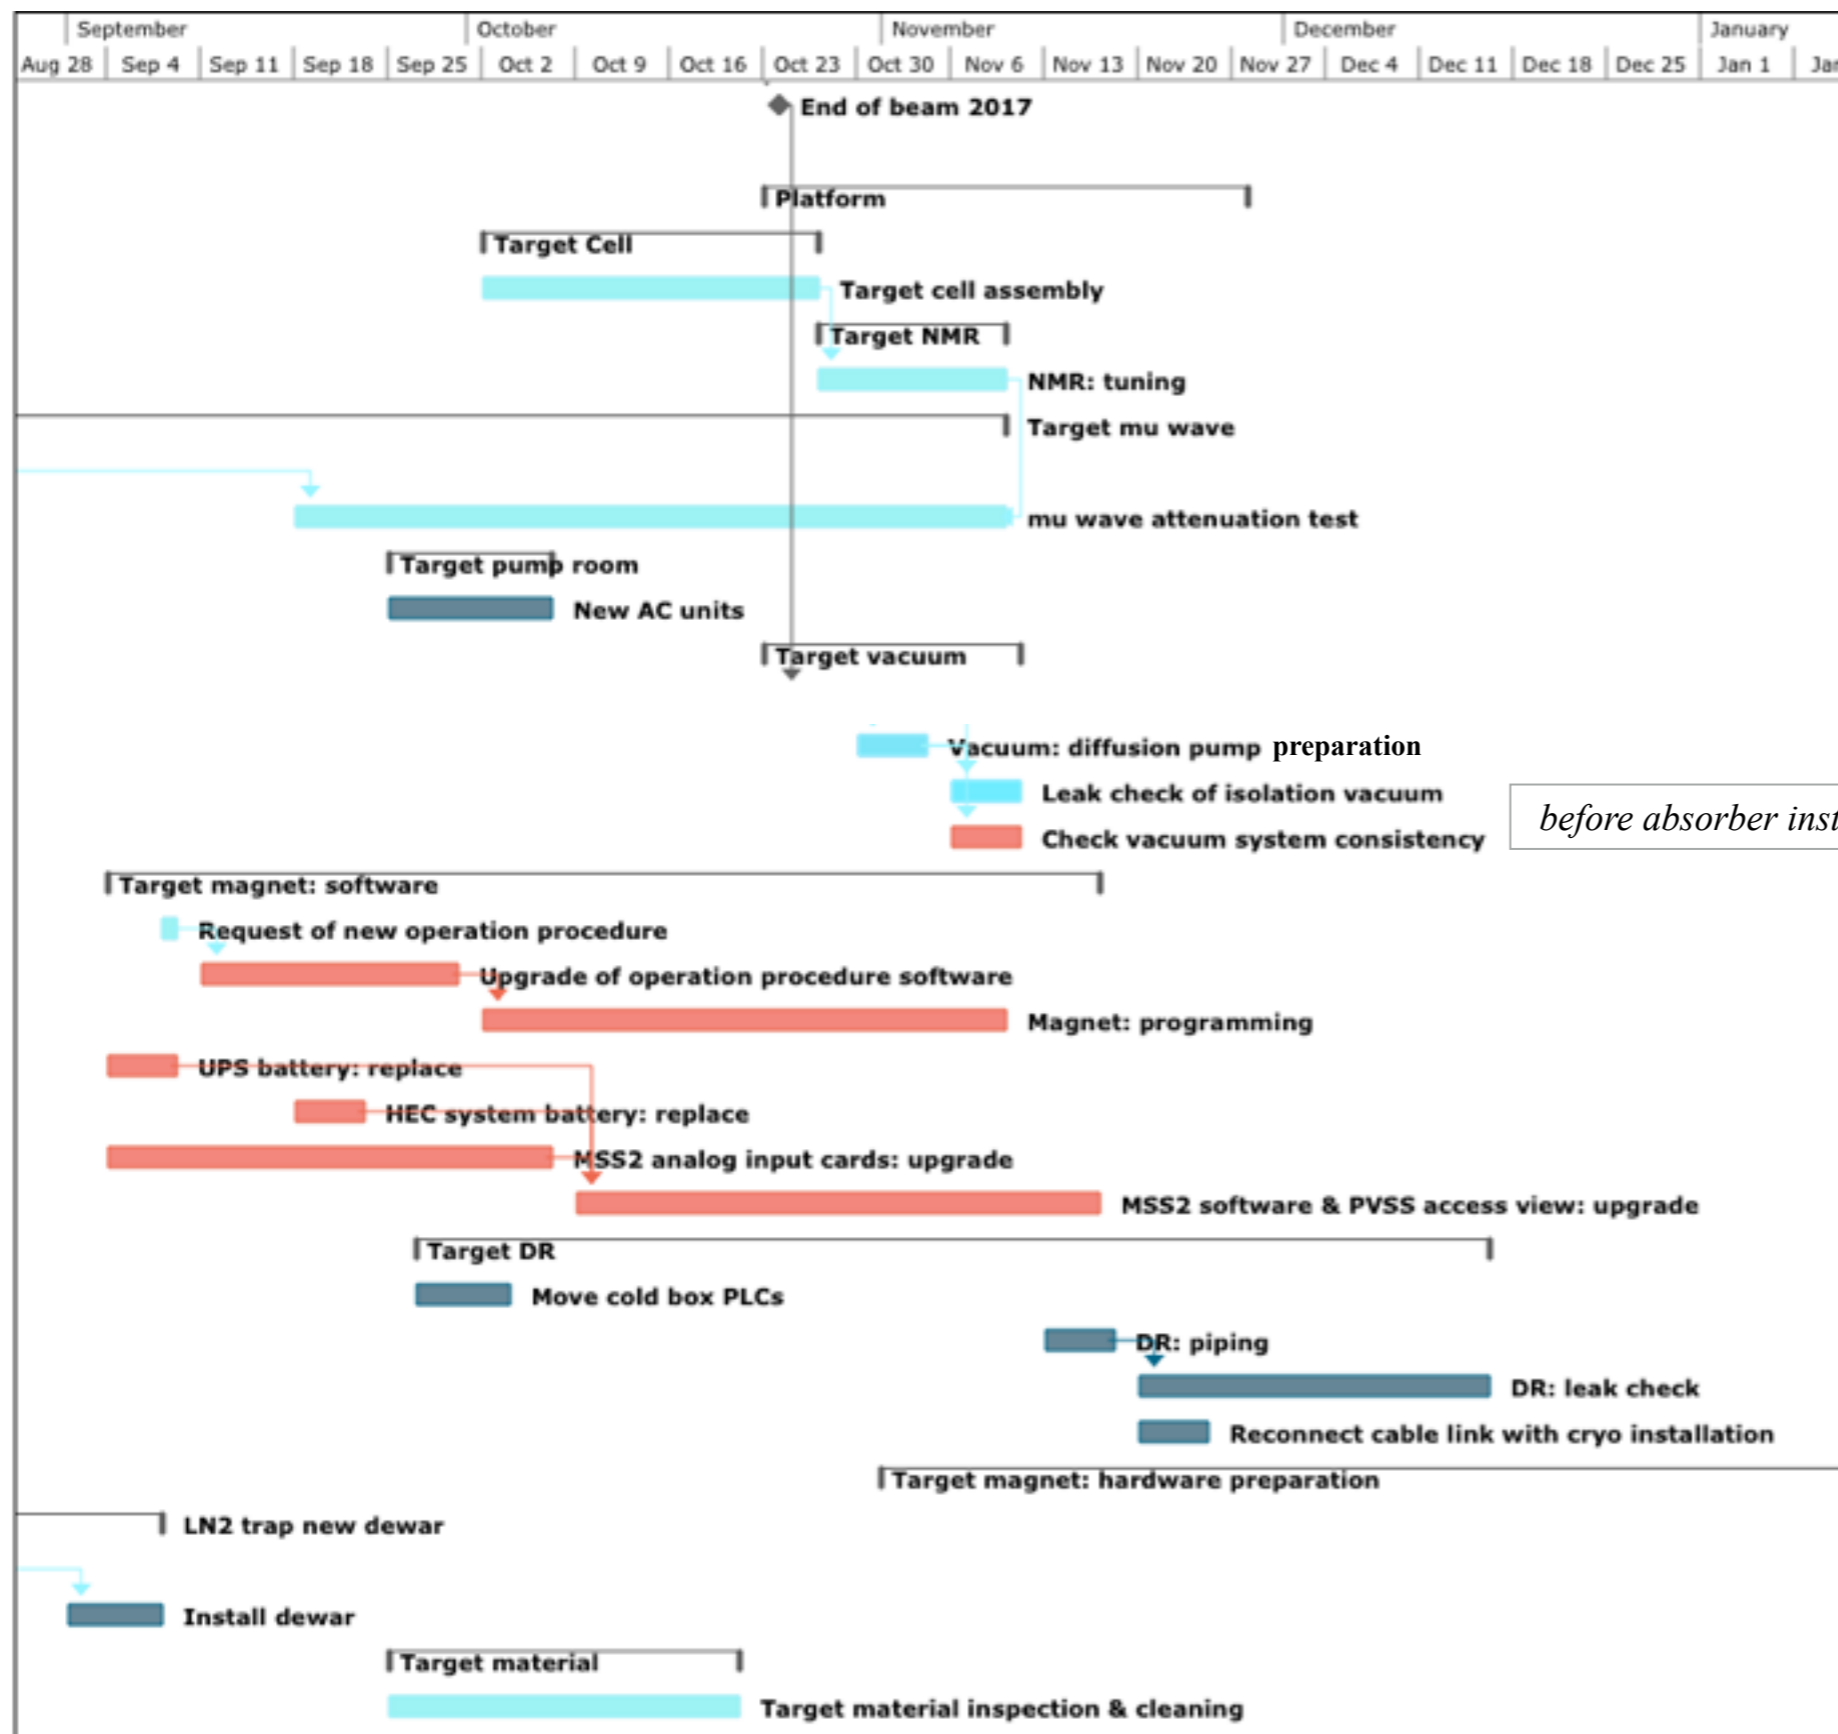 September October November December January
Aug 28 Sep 4 Sep 11 Sep 18 Sep 25 Oct 2 Oct 9 Oct 16 Oct 23 Oct 30 Nov 6 Nov 13 Nov 20 Nov 27 Dec 4 Dec 11 Dec 18 Dec 25 Jan 1
End of beam 2017
Platform
Target Cell
Target cell assembly
Target NMR
NMR: tuning
Target mu wave
mu wave attenuation test
Target pump room
New AC units
Target vacuum
Vacuum: diffusion pump preparation
Leak check of isolation vacuum
before absorber inst
Check vacuum system consistency
Target magnet: software
Request of new operation procedure
Upgrade of operation procedure software
Magnet: programming
UPS battery: replace
HEC system battery: replace
MSS2 analog input cards: upgrade
MSS2 software & PVSS access view: upgrade
Target DR
Move cold box PLCs
DR: piping
DR: leak check
Reconnect cable link with cryo installation
Target magnet: hardware preparation
LN2 trap new dewar
Install dewar
Target material
Target material inspection & cleaning